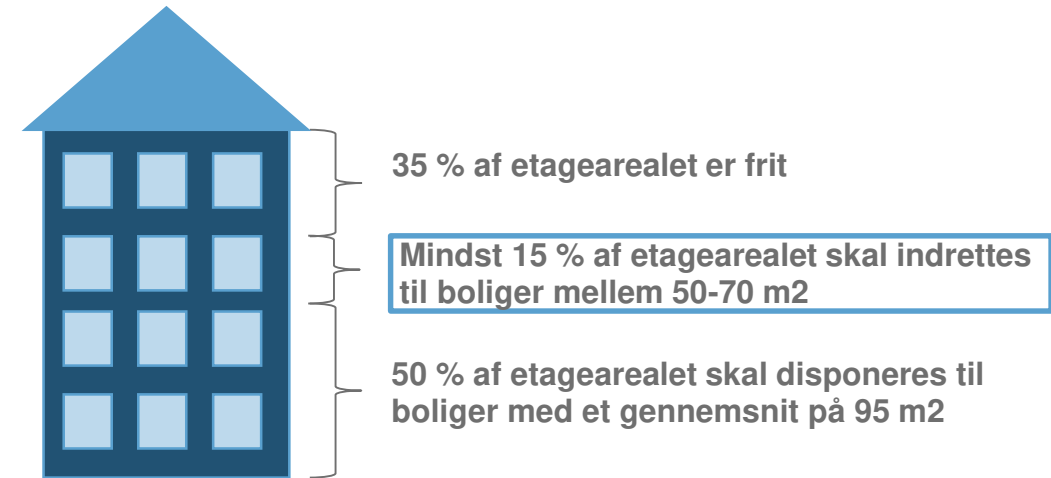 35 % af etagearealet er frit
Mindst 15 % af etagearealet skal indrettes
til boliger mellem 50-70 m2
50 % af etagearealet skal disponeres til
boliger med et gennemsnit på 95 m2